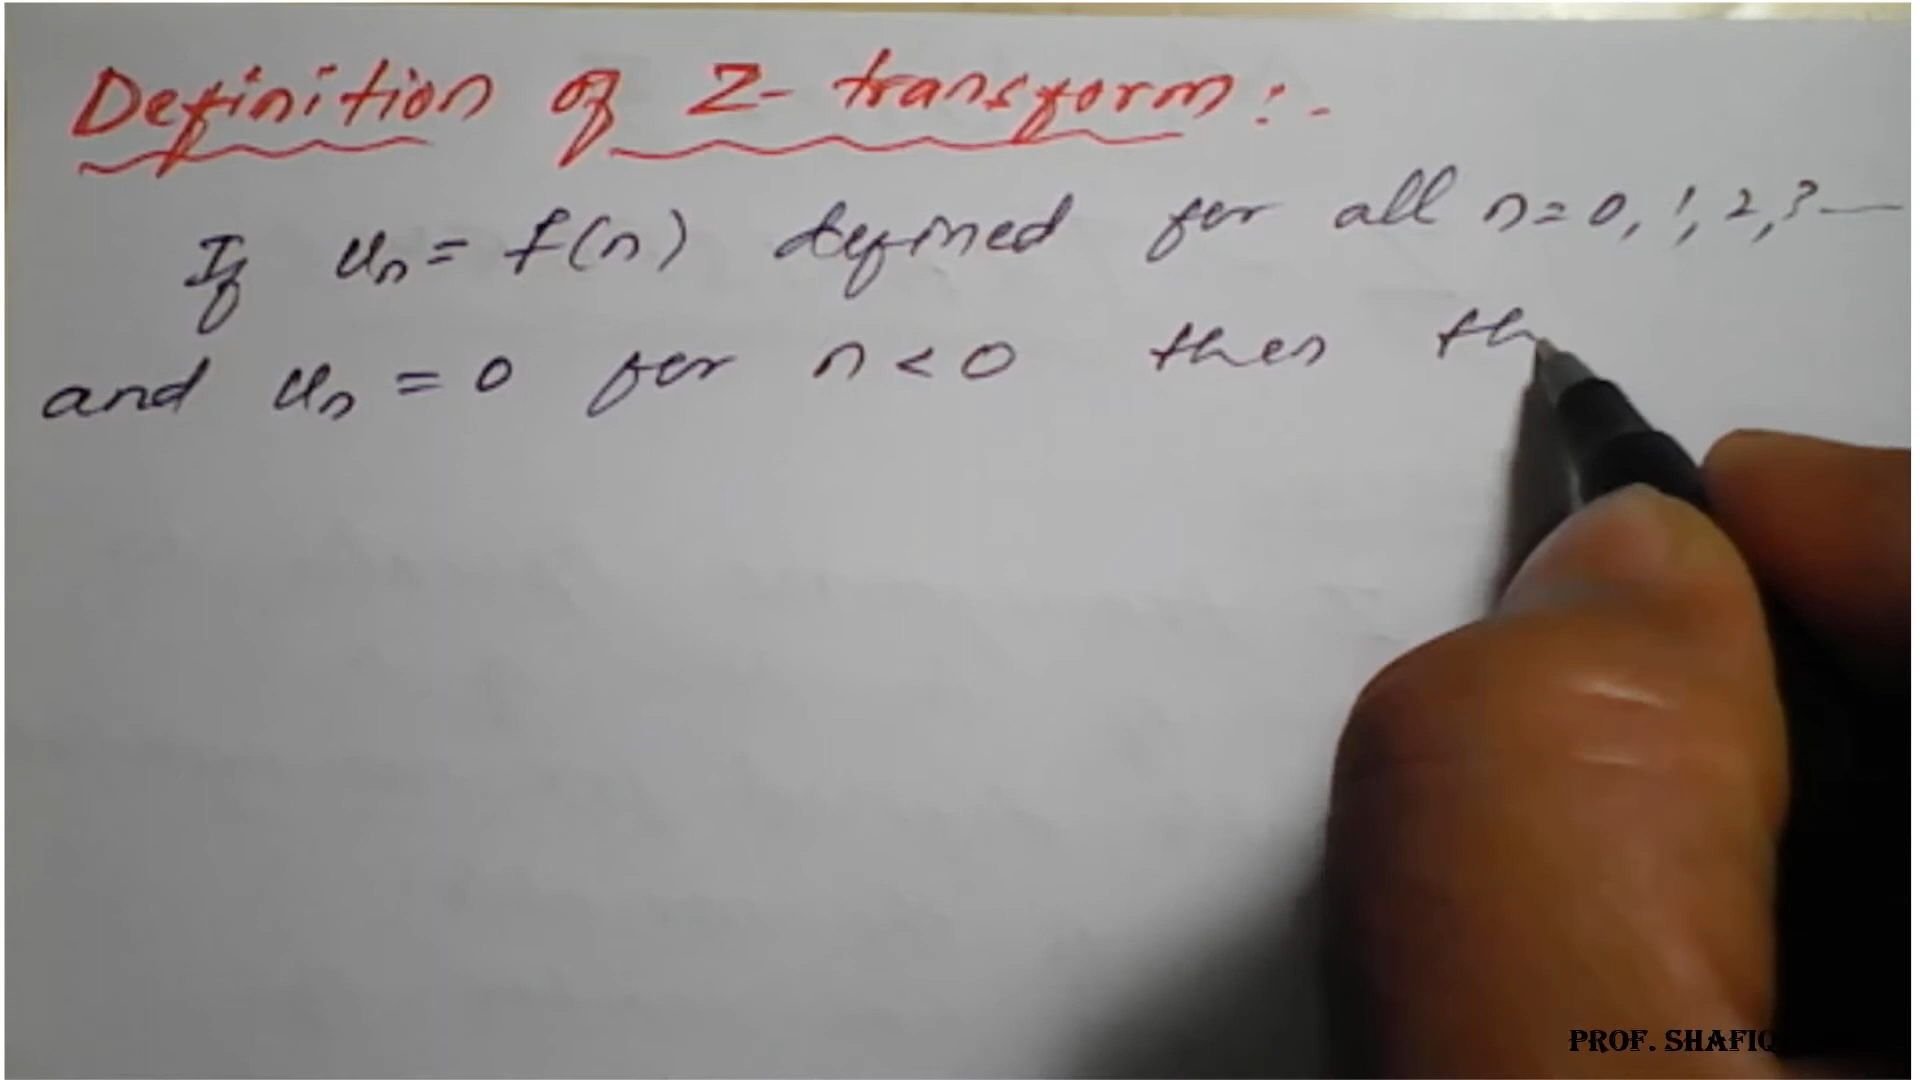 Definition of Z-transform:-
If un = f(n) defined for all n=0,1,2,3—
and un = 0 for n<0 then th
PROF. SHAFIQ